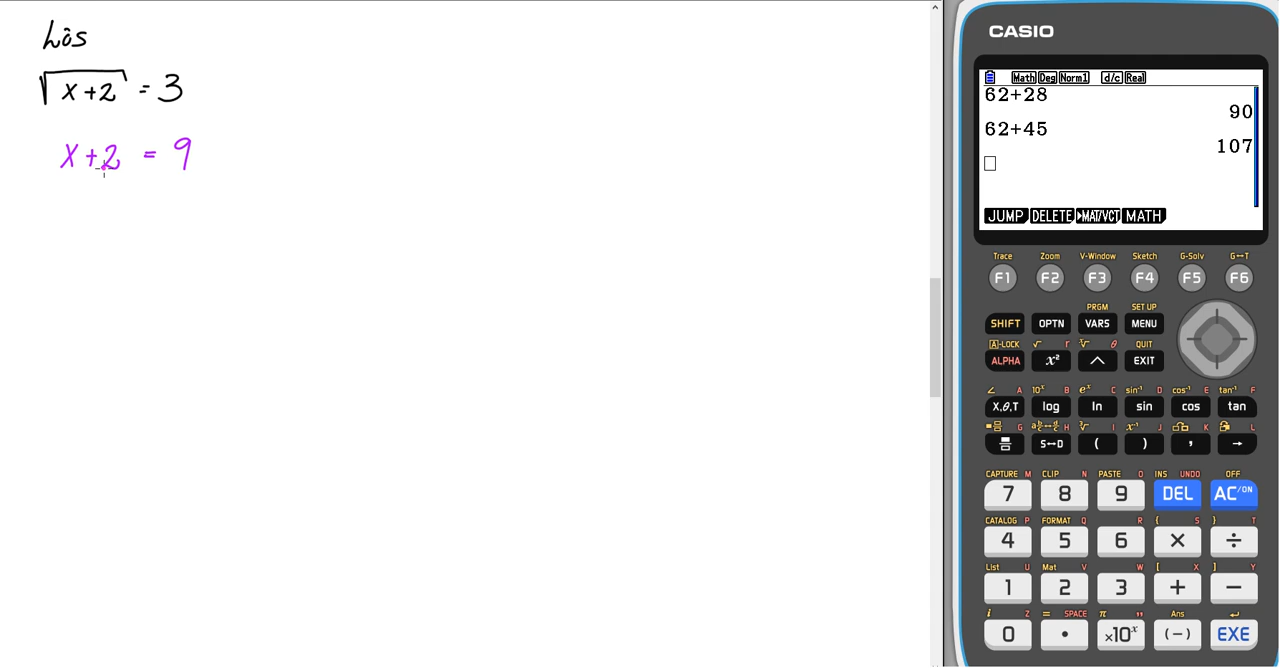 Lös
√x+2 = 3
x+2 = 9
CASIO
Math Deg Norm1 d/c Real
62+28
90
62+45
107
JUMP DELETE ▶MAT/VCT MATH
Trace Zoom V-Window Sketch G-Solv G↔T
F1 F2 F3 F4 F5 F6
PRGM SET UP
SHIFT OPTN VARS MENU
A-LOCK √ r ∛ θ QUIT
ALPHA x² ^ EXIT
∠ A 10ˣ B eˣ C sin⁻¹ D cos⁻¹ E tan⁻¹ F
X,θ,T log ln sin cos tan
G H ∛ I x⁻¹ J K L
S↔D ( ) , →
CAPTURE M CLIP N PASTE O INS UNDO OFF
7 8 9 DEL AC/ON
CATALOG P FORMAT Q R { S } T
4 5 6 × ÷
List U Mat V W [ X ] Y
1 2 3 + −
i Z = SPACE π " Ans ↵
0 • ×10ˣ (−) EXE